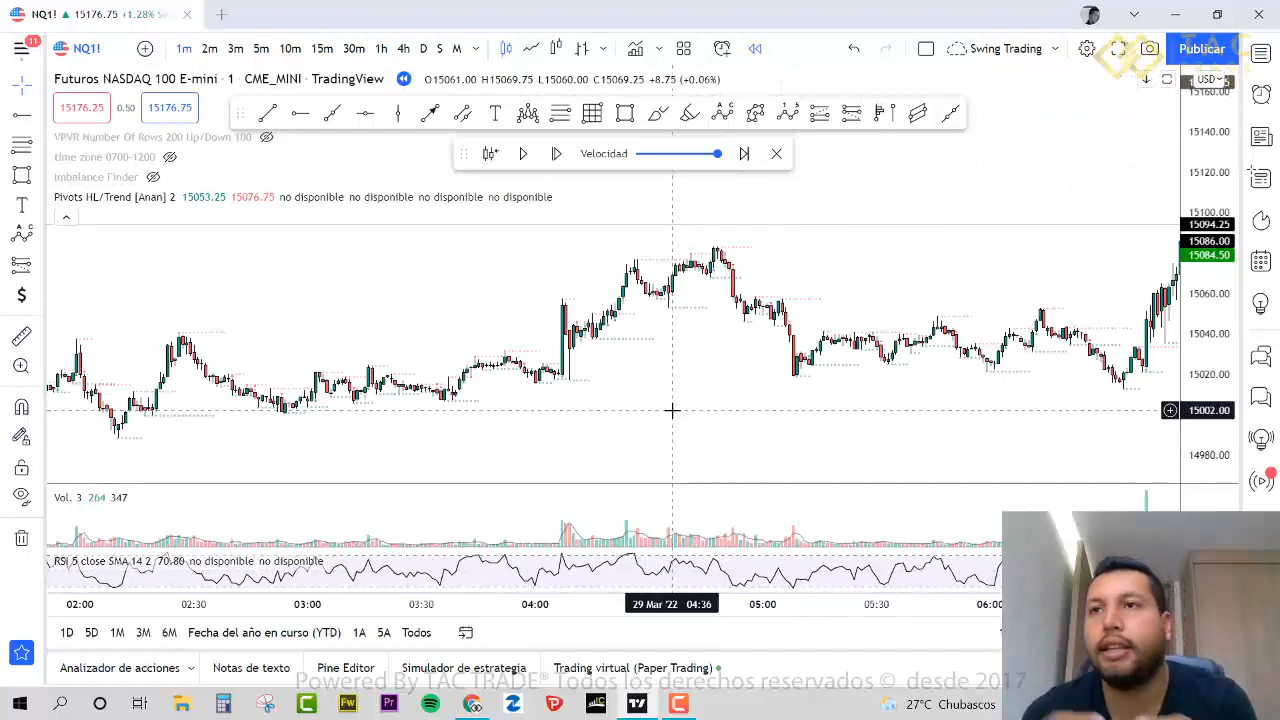 NQ1! ▲ 15176.75 +1.28%
11
NQ1!
1m 2m 3m 5m 10m 15m 30m 1h 4h D S M
Swing Trading
Publicar
Futuros NASDAQ 100 E-mini · 1 · CME_MINI · TradingView
+8.75 (+0.06%)
USD
15176.25 0.50 15176.75
VPVR Number Of Rows 200 Up/Down 100
time zone 0700-1200
Imbalance Finder
Pivots HL/Trend [Anan] 2 15053.25 15076.75 no disponible no disponible no disponible no disponible
Velocidad
15160.00
15140.00
15120.00
15100.00
15094.25
15086.00
15084.50
15060.00
15040.00
15020.00
15002.00
14980.00
Vol. 3 264 347
RSI 5 close SMA 14 2 70.80 no disponible no disponible
02:00 02:30 03:00 03:30 04:00 29 Mar '22 04:36 05:00 05:30 06:00
1D 5D 1M 3M 6M Fecha del año en curso (YTD) 1A 5A Todos
Analizador de acciones Notas de texto Pine Editor Simulador de estrategia Trading virtual (Paper Trading)
Powered By TAC TRADE® Todos los derechos reservados © desde 2017
27°C Chubascos